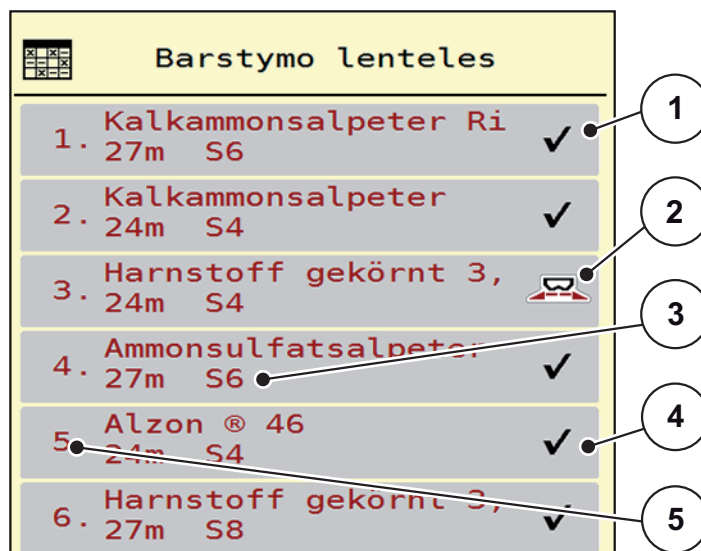 Barstymo lenteles
1. Kalkammonsalpeter Ri
27m S6
2. Kalkammonsalpeter
24m S4
3. Harnstoff gekörnt 3,
24m S4
4. Ammonsulfatsalpeter
27m S6
5. Alzon ® 46
24m S4
6. Harnstoff gekörnt 3,
27m S8
1
2
3
4
5